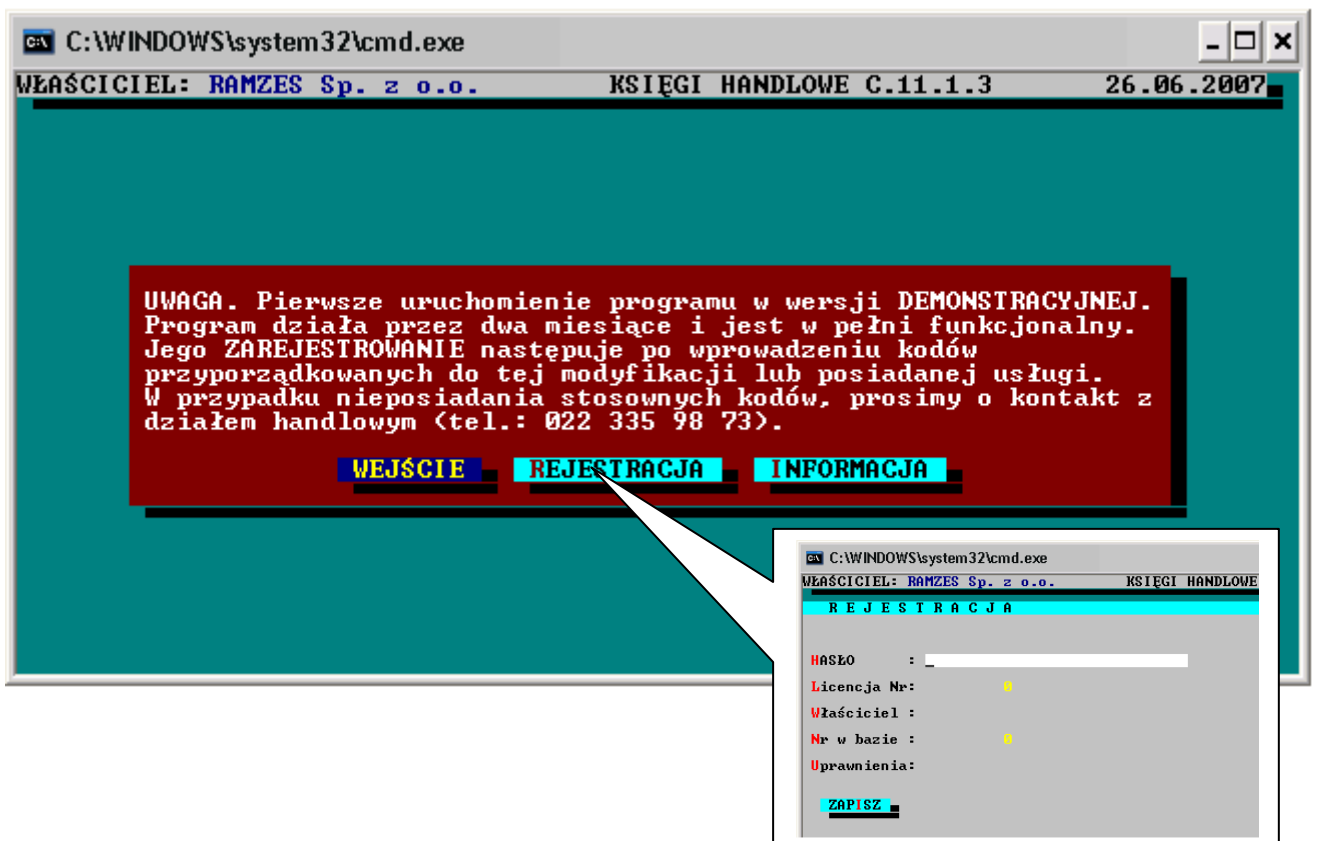 C:\WINDOWS\system32\cmd.exe
WŁAŚCICIEL: RAMZES Sp. z o.o. KSIĘGI HANDLOWE C.11.1.3 26.06.2007
UWAGA. Pierwsze uruchomienie programu w wersji DEMONSTRACYJNEJ.
Program działa przez dwa miesiące i jest w pełni funkcjonalny.
Jego ZAREJESTROWANIE następuje po wprowadzeniu kodów
przyporządkowanych do tej modyfikacji lub posiadanej usługi.
W przypadku nieposiadania stosownych kodów, prosimy o kontakt z
działem handlowym (tel.: 022 335 98 73).
WEJŚCIE REJESTRACJA INFORMACJA
C:\WINDOWS\system32\cmd.exe
WŁAŚCICIEL: RAMZES Sp. z o.o. KSIĘGI HANDLOWE
R E J E S T R A C J A
HASŁO : _
Licencja Nr: 0
Właściciel :
Nr w bazie : 0
Uprawnienia:
ZAPISZ